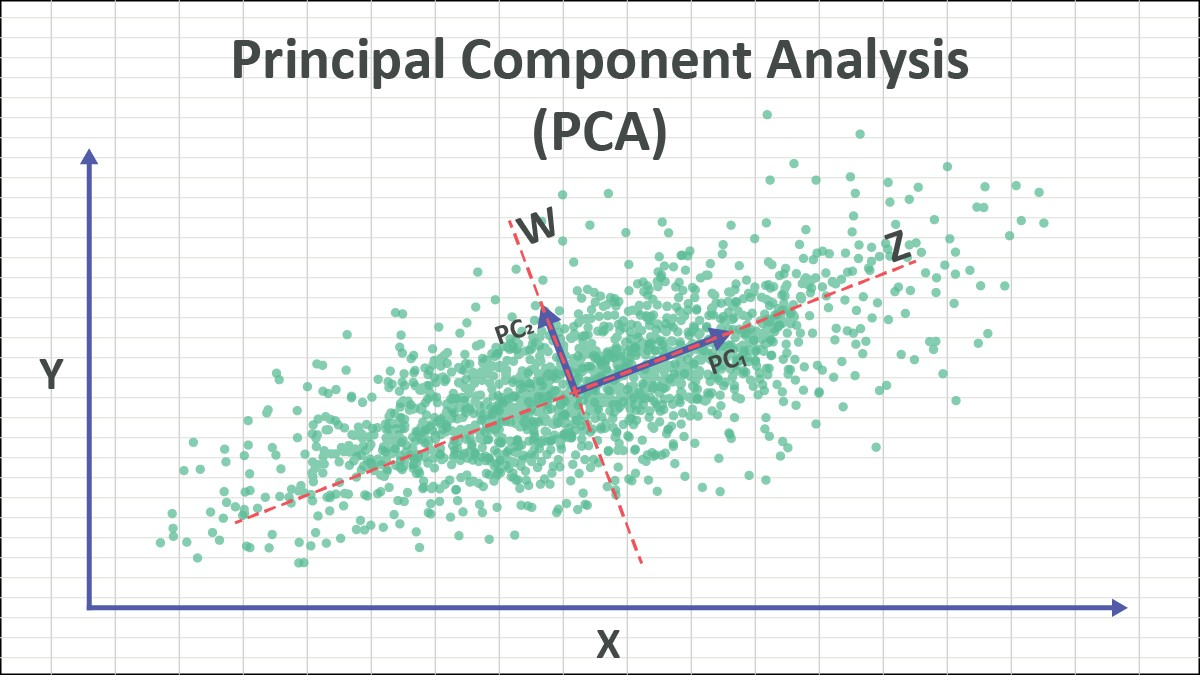 Principal Component Analysis
(PCA)
W
Z
PC₂
PC₁
Y
X